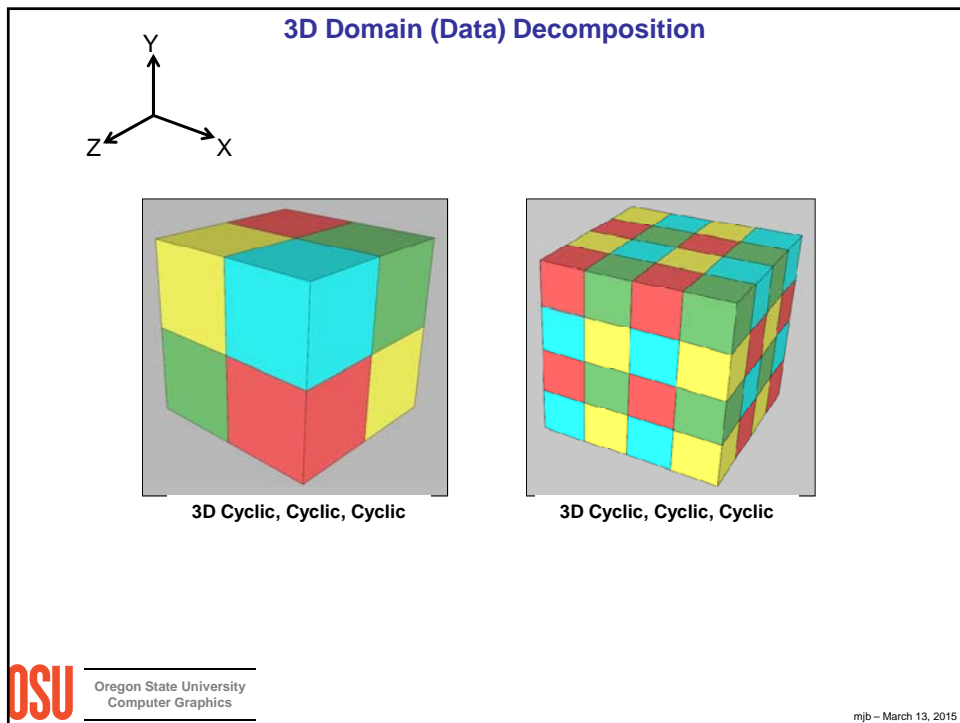 3D Domain (Data) Decomposition
Y
Z
X
3D Cyclic, Cyclic, Cyclic
3D Cyclic, Cyclic, Cyclic
OSU
Oregon State University
Computer Graphics
mjb – March 13, 2015